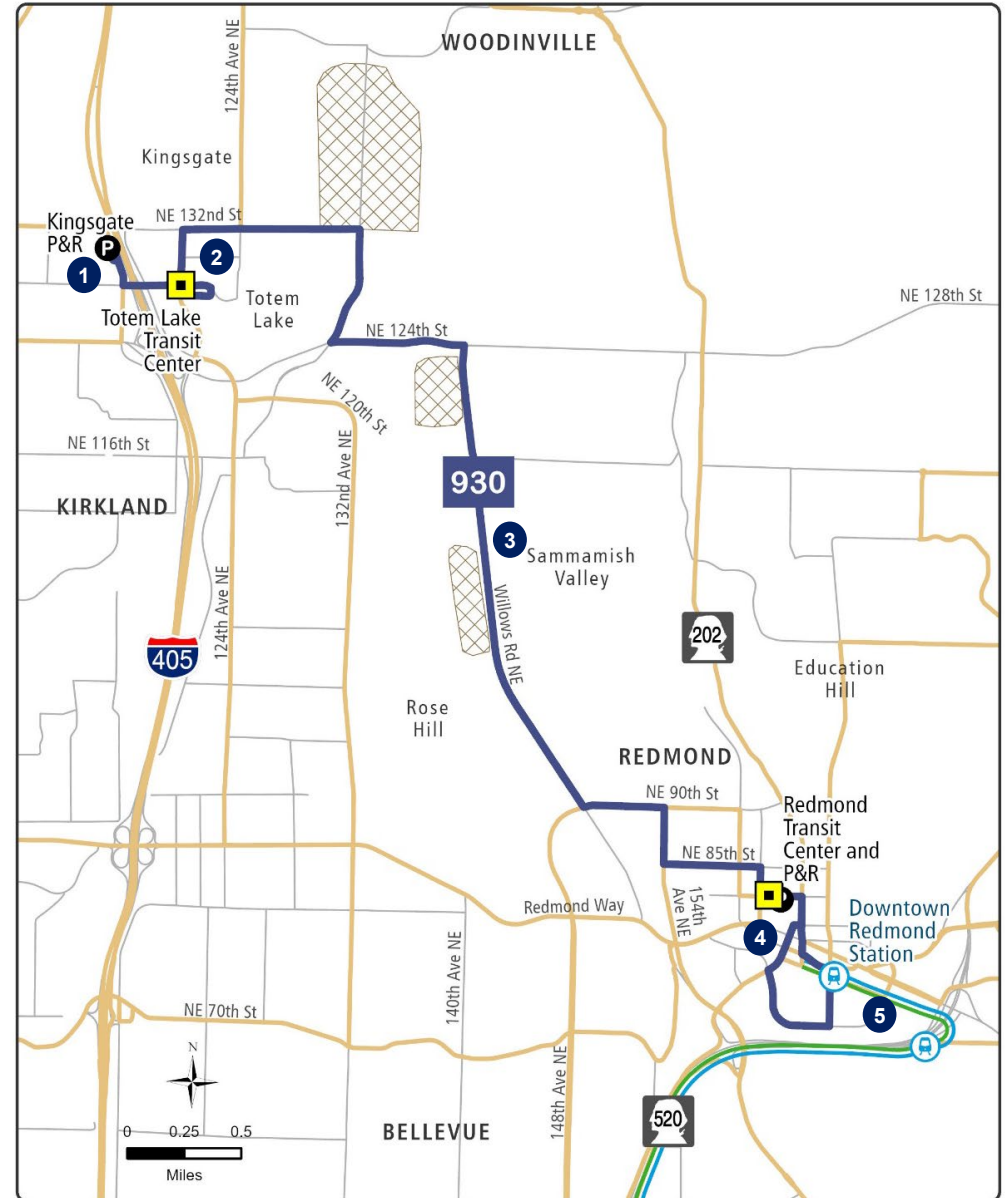 WOODINVILLE
124th Ave NE
Kingsgate
NE 132nd St
Kingsgate
P&R
P
1
2
Totem
Lake
Totem Lake
Transit
Center
NE 128th St
NE 124th St
NE 120th St
NE 116th St
132nd Ave NE
930
KIRKLAND
3
Sammamish
Valley
124th Ave NE
Willows Rd NE
405
202
Education
Hill
Rose
Hill
REDMOND
NE 90th St
Redmond
Transit
Center and
P&R
NE 85th St
154th
Ave NE
Redmond Way
4
Downtown
Redmond
Station
5
140th Ave NE
NE 70th St
148th Ave NE
N
520
0 0.25 0.5
Miles
BELLEVUE